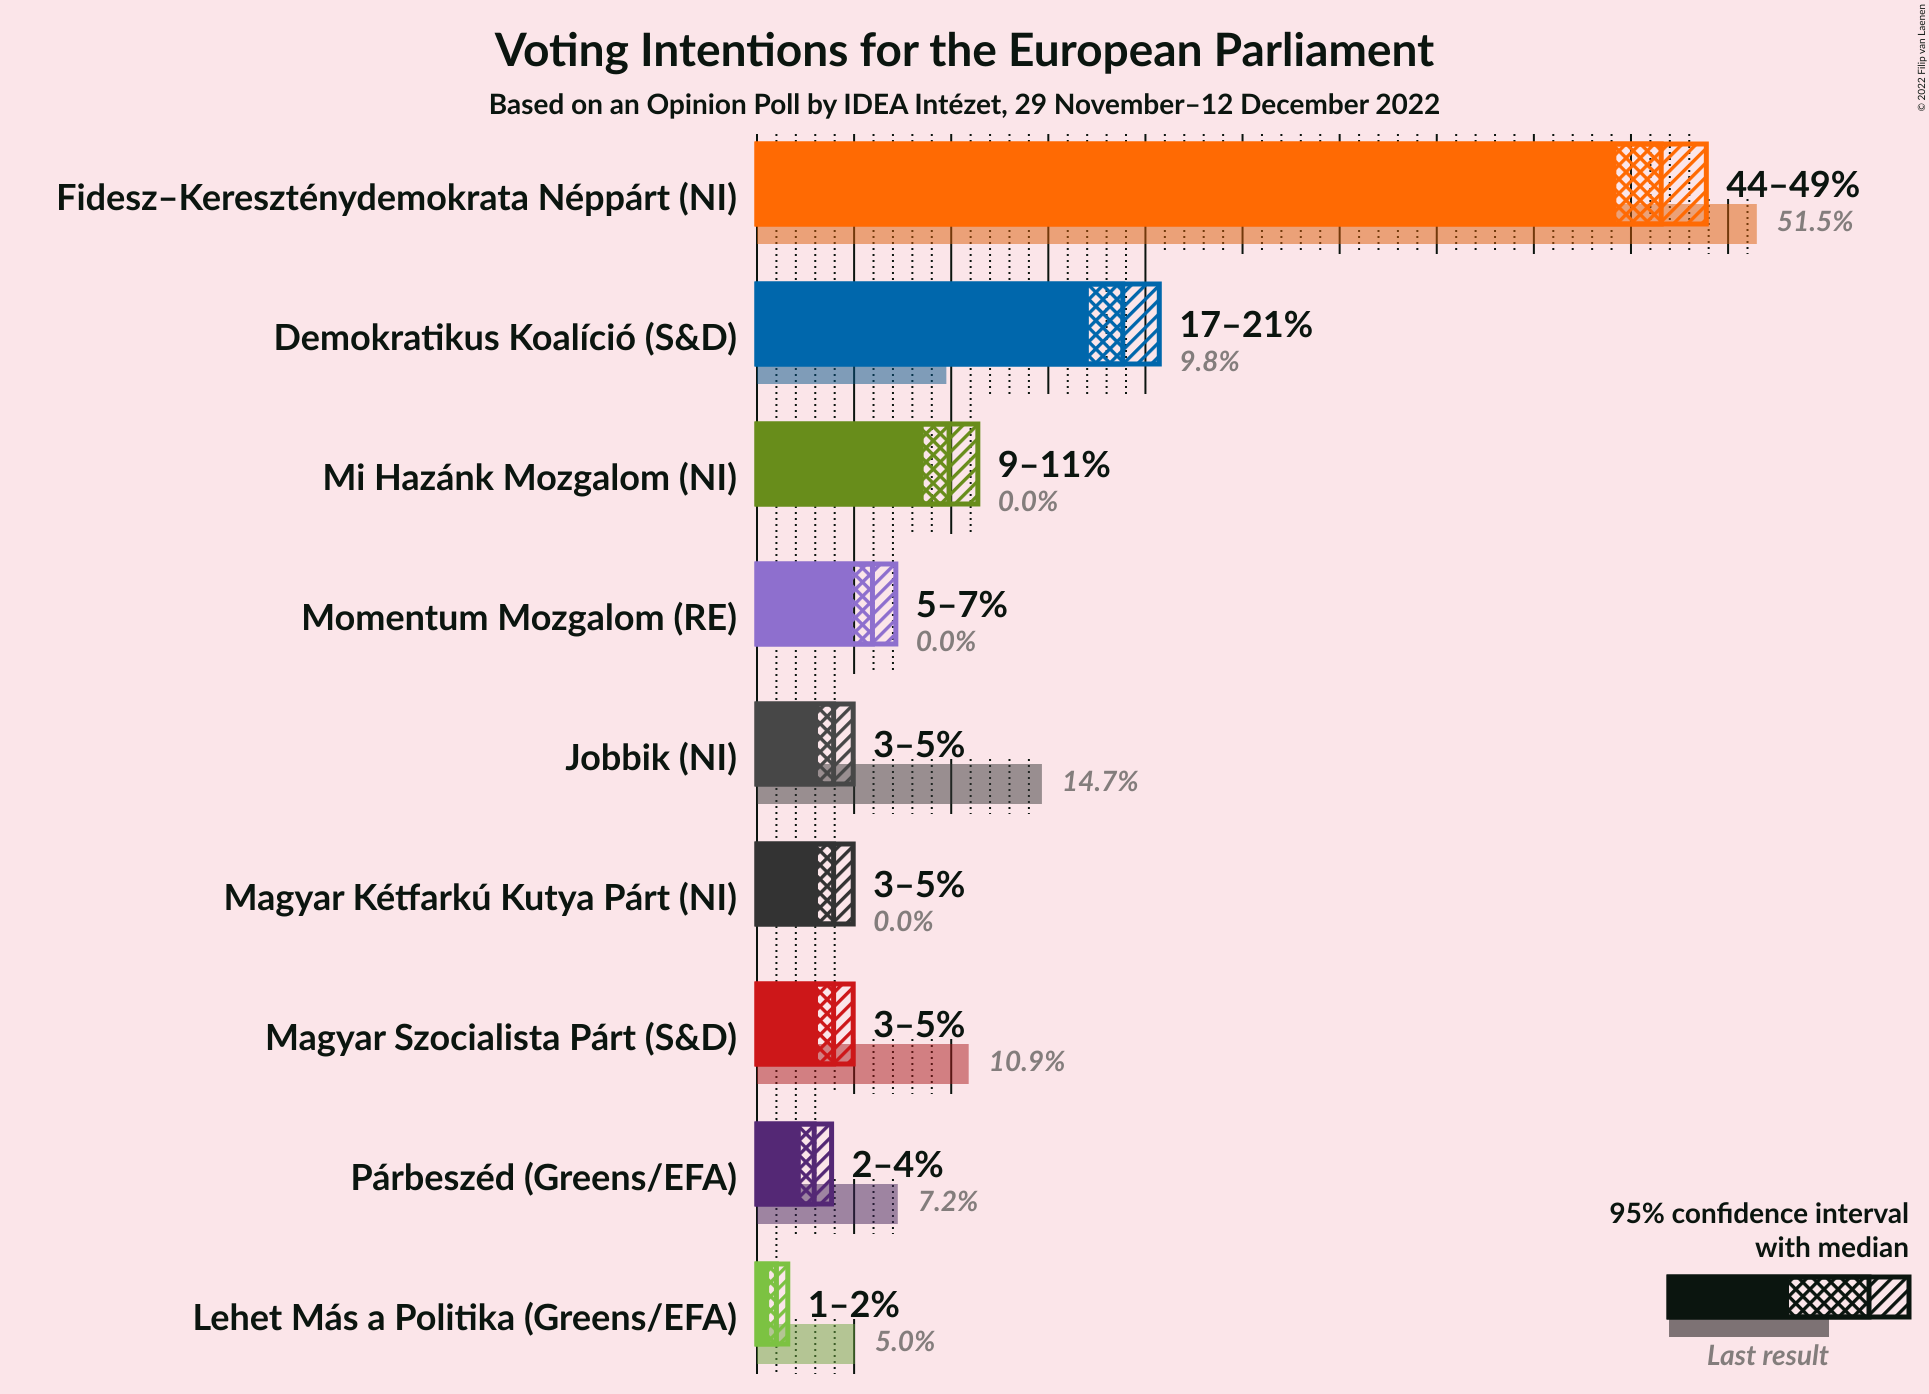 Voting Intentions for the European Parliament
Based on an Opinion Poll by IDEA Intézet, 29 November–12 December 2022
© 2022 Filip van Laenen
Fidesz–Kereszténydemokrata Néppárt (NI)
44–49%
51.5%
Demokratikus Koalíció (S&D)
17–21%
9.8%
Mi Hazánk Mozgalom (NI)
9–11%
0.0%
Momentum Mozgalom (RE)
5–7%
0.0%
Jobbik (NI)
3–5%
14.7%
Magyar Kétfarkú Kutya Párt (NI)
3–5%
0.0%
Magyar Szocialista Párt (S&D)
3–5%
10.9%
Párbeszéd (Greens/EFA)
2–4%
7.2%
Lehet Más a Politika (Greens/EFA)
1–2%
5.0%
95% confidence interval
with median
Last result